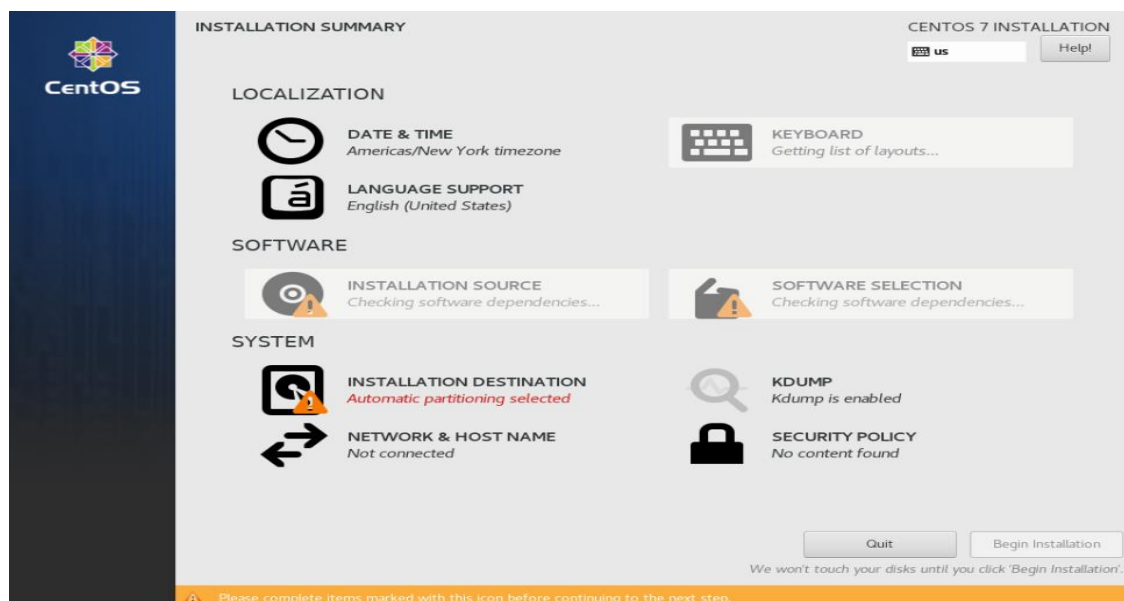 INSTALLATION SUMMARY
CENTOS 7 INSTALLATION
us
Help!
CentOS
LOCALIZATION
DATE & TIME
Americas/New York timezone
KEYBOARD
Getting list of layouts...
á
LANGUAGE SUPPORT
English (United States)
SOFTWARE
INSTALLATION SOURCE
Checking software dependencies...
SOFTWARE SELECTION
Checking software dependencies...
SYSTEM
INSTALLATION DESTINATION
Automatic partitioning selected
KDUMP
Kdump is enabled
NETWORK & HOST NAME
Not connected
SECURITY POLICY
No content found
Quit
Begin Installation
We won't touch your disks until you click 'Begin Installation'.
Please complete items marked with this icon before continuing to the next step.